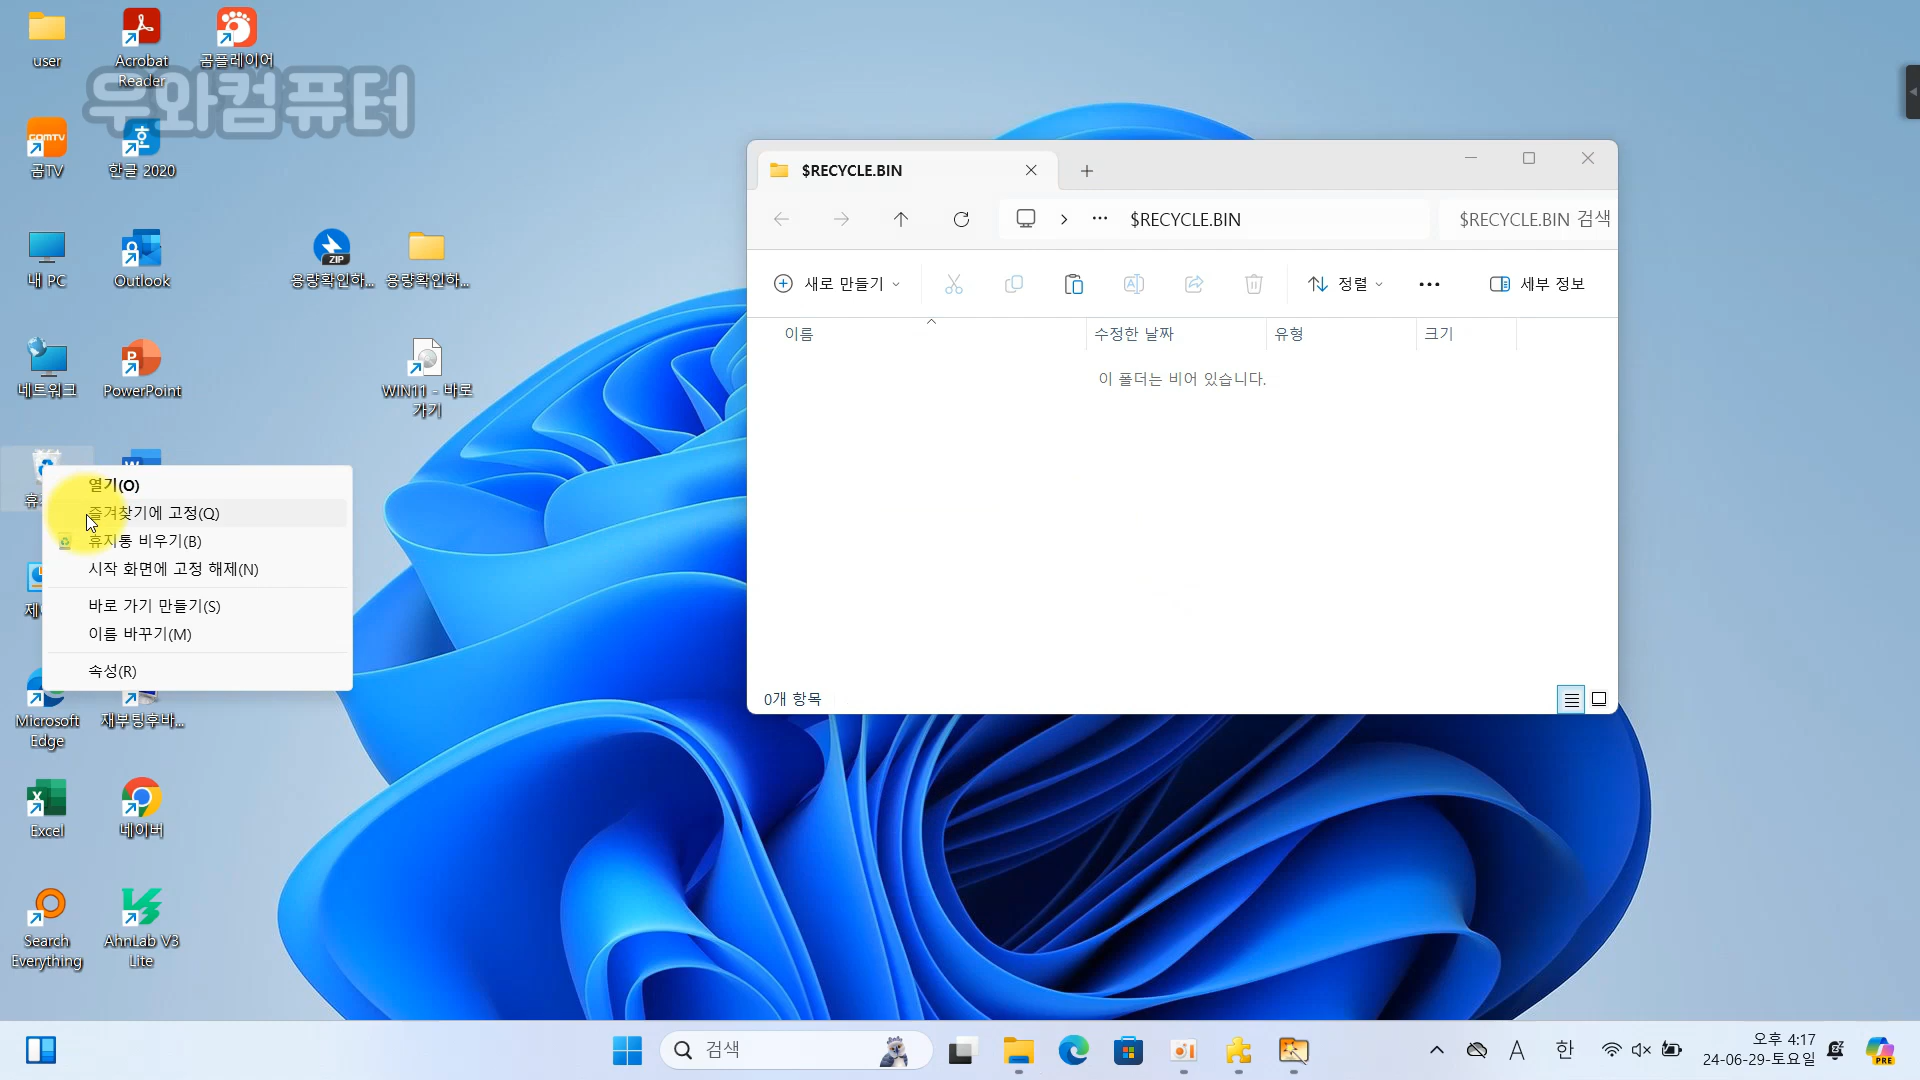 user
Acrobat
Reader
곰플레이어
우와컴퓨터
GOMTV
곰TV
한글 2020
내 PC
Outlook
ZIP
용량확인하...
용량확인하...
네트워크
PowerPoint
WIN11 - 바로
가기
열기(O)
즐겨찾기에 고정(Q)
휴지통 비우기(B)
시작 화면에 고정 해제(N)
바로 가기 만들기(S)
이름 바꾸기(M)
속성(R)
Microsoft
Edge
재부팅후바...
Excel
네이버
Search
Everything
AhnLab V3
Lite
$RECYCLE.BIN
$RECYCLE.BIN
$RECYCLE.BIN 검색
새로 만들기
정렬
세부 정보
이름
수정한 날짜
유형
크기
이 폴더는 비어 있습니다.
0개 항목
검색
A
한
오후 4:17
24-06-29-토요일
PRE